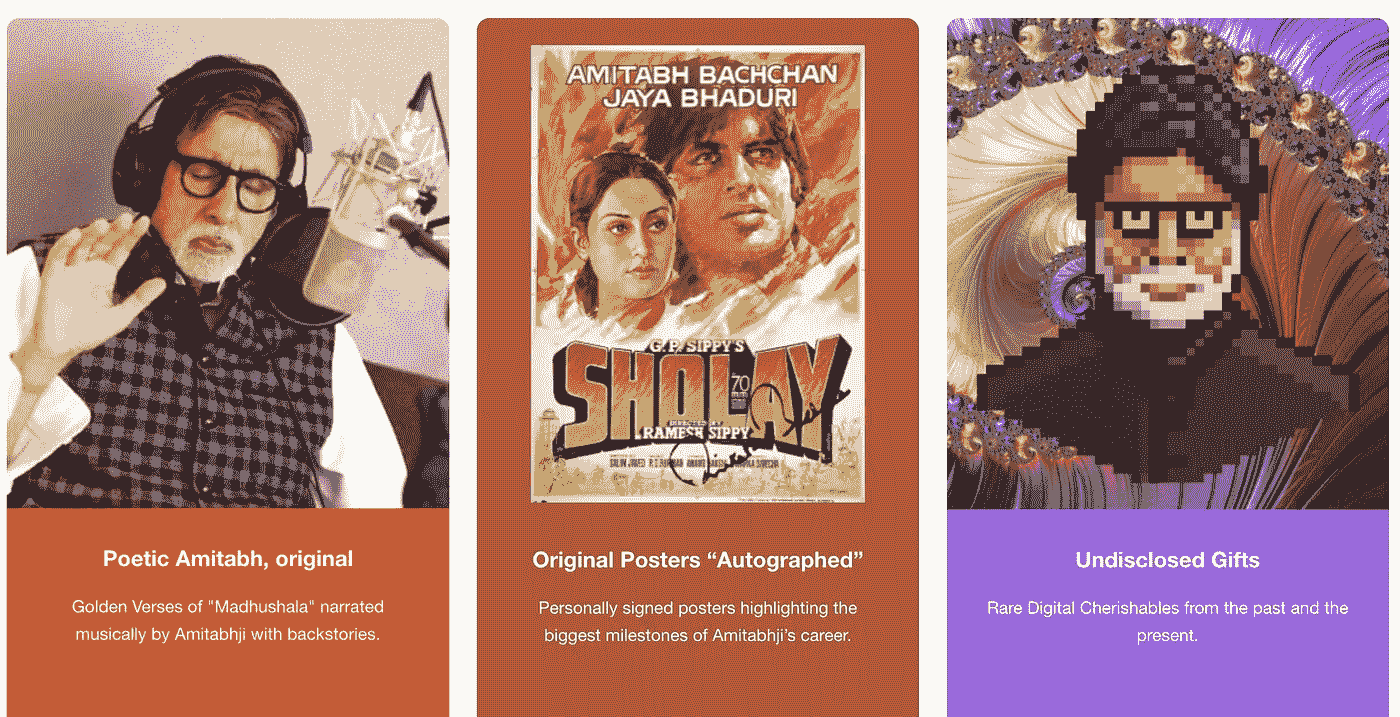 AMITABH BACHCHAN
JAYA BHADURI
G.P. SIPPY'S
SHOLAY
70
DIRECTED BY
RAMESH SIPPY
Poetic Amitabh, original
Golden Verses of "Madhushala" narrated
musically by Amitabhji with backstories.
Original Posters “Autographed”
Personally signed posters highlighting the
biggest milestones of Amitabhji’s career.
Undisclosed Gifts
Rare Digital Cherishables from the past and the
present.